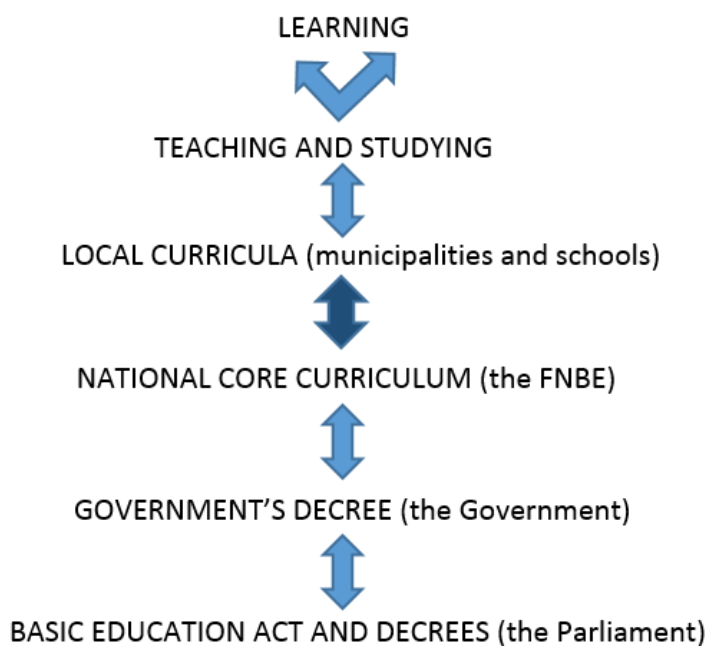 LEARNING
TEACHING AND STUDYING
LOCAL CURRICULA (municipalities and schools)
NATIONAL CORE CURRICULUM (the FNBE)
GOVERNMENT’S DECREE (the Government)
BASIC EDUCATION ACT AND DECREES (the Parliament)